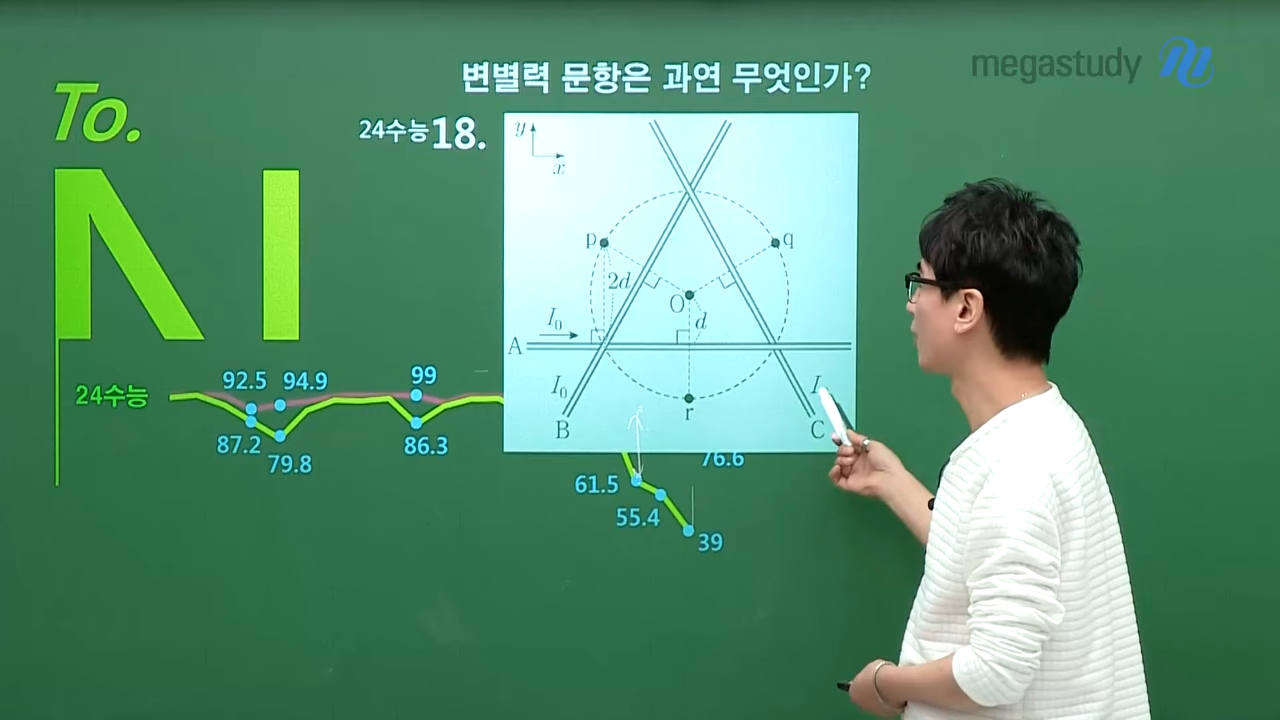 megastudy
변별력 문항은 과연 무엇인가?
To.
24수능18.
y
x
p
q
2d
O
d
I₀
A
I₀
I
r
B
C
N
24수능
92.5
94.9
99
87.2
79.8
86.3
76.6
61.5
55.4
39